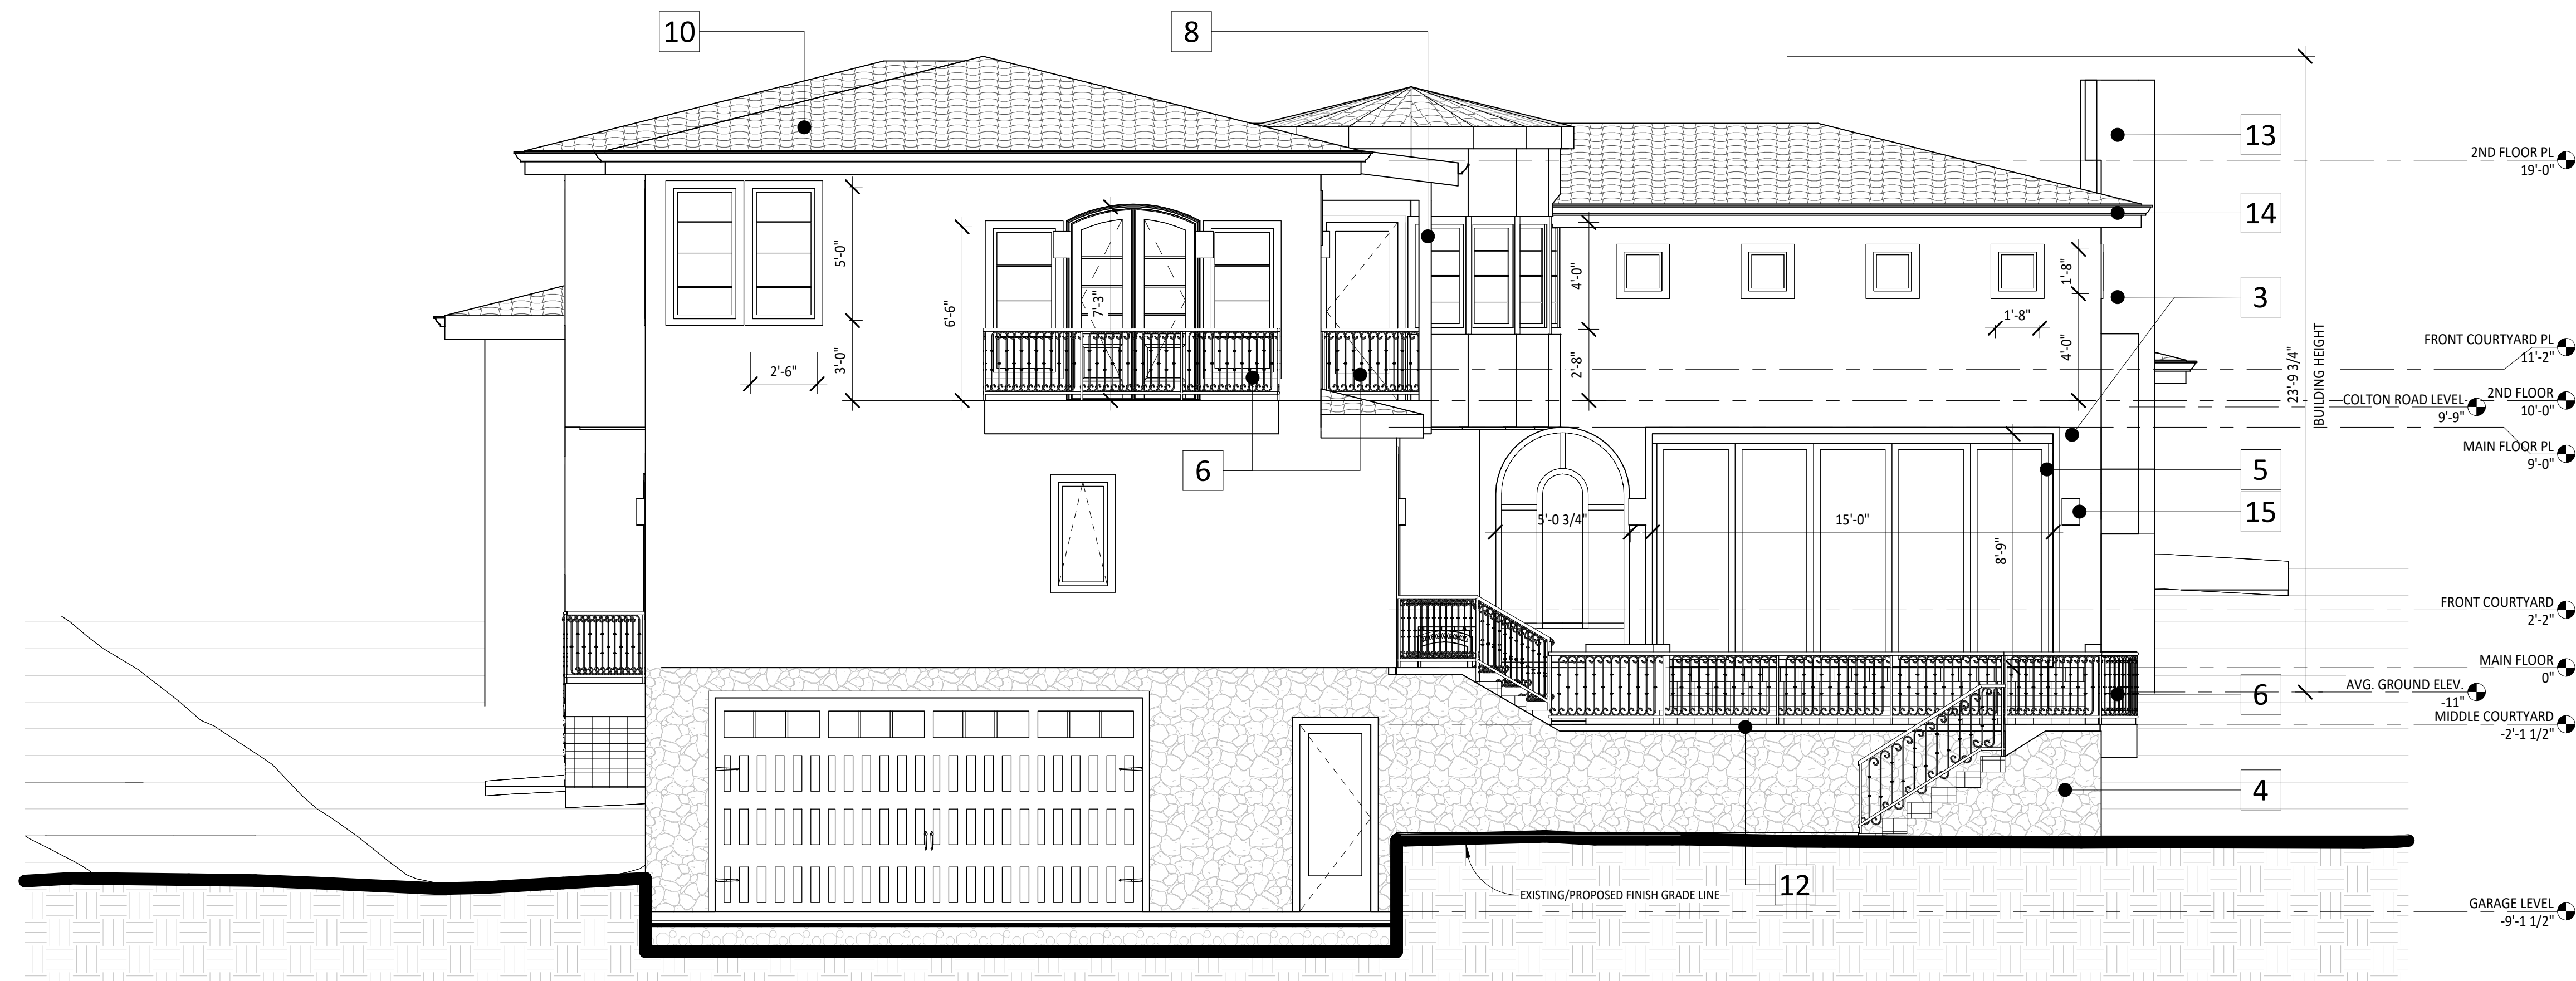 10
8
13
2ND FLOOR PL
19'-0"
14
5'-0"
4'-0"
1'-8"
3
6'-6"
7'-3"
1'-8"
FRONT COURTYARD PL
11'-2"
2'-6"
3'-0"
2'-8"
4'-0"
23'-9 3/4"
BUILDING HEIGHT
COLTON ROAD LEVEL
9'-9"
2ND FLOOR
10'-0"
MAIN FLOOR PL
9'-0"
6
5
5'-0 3/4"
15'-0"
15
8'-9"
FRONT COURTYARD
2'-2"
MAIN FLOOR
0"
AVG. GROUND ELEV.
-11"
6
MIDDLE COURTYARD
-2'-1 1/2"
4
12
EXISTING/PROPOSED FINISH GRADE LINE
GARAGE LEVEL
-9'-1 1/2"